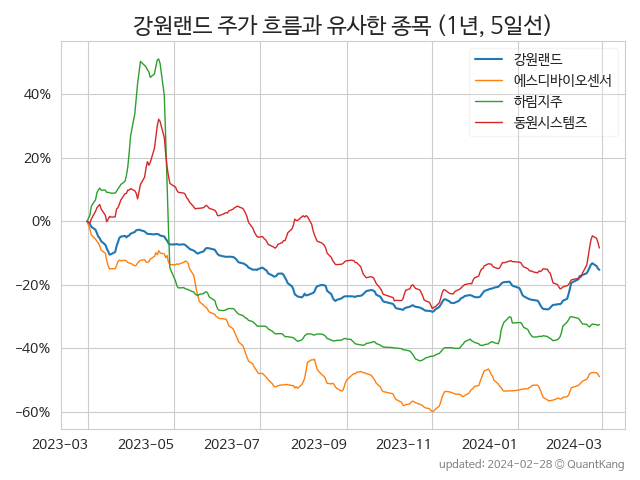 강원랜드 주가 흐름과 유사한 종목 (1년, 5일선)
강원랜드
에스디바이오센서
하림지주
동원시스템즈
40%
20%
0%
−20%
−40%
−60%
2023-03 2023-05 2023-07 2023-09 2023-11 2024-01 2024-03
updated: 2024-02-28 © QuantKang